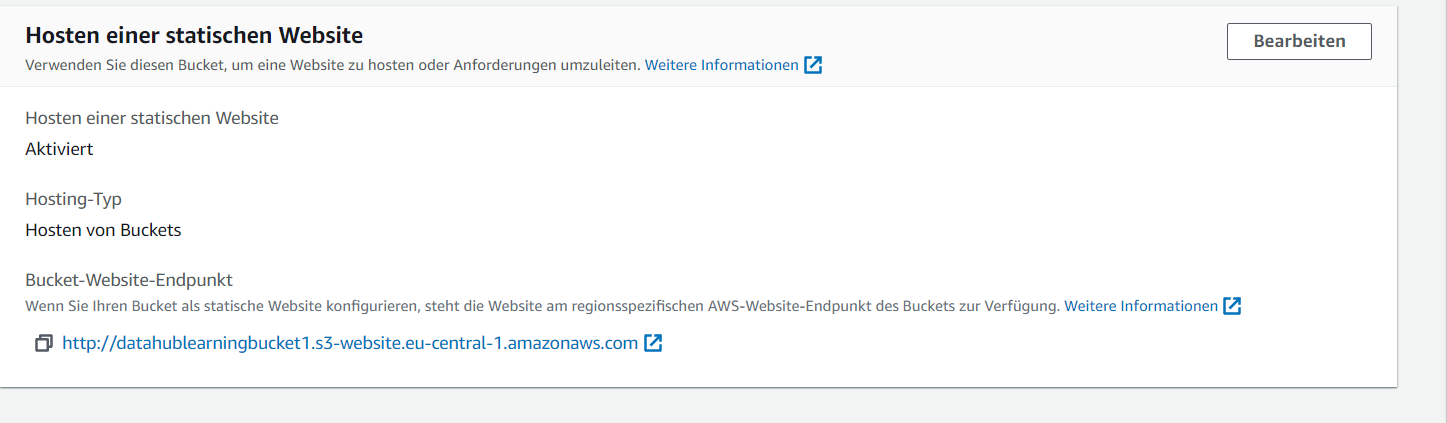 Hosten einer statischen Website
Bearbeiten
Verwenden Sie diesen Bucket, um eine Website zu hosten oder Anforderungen umzuleiten. Weitere Informationen
Hosten einer statischen Website
Aktiviert
Hosting-Typ
Hosten von Buckets
Bucket-Website-Endpunkt
Wenn Sie Ihren Bucket als statische Website konfigurieren, steht die Website am regionsspezifischen AWS-Website-Endpunkt des Buckets zur Verfügung. Weitere Informationen
http://datahublearningbucket1.s3-website.eu-central-1.amazonaws.com